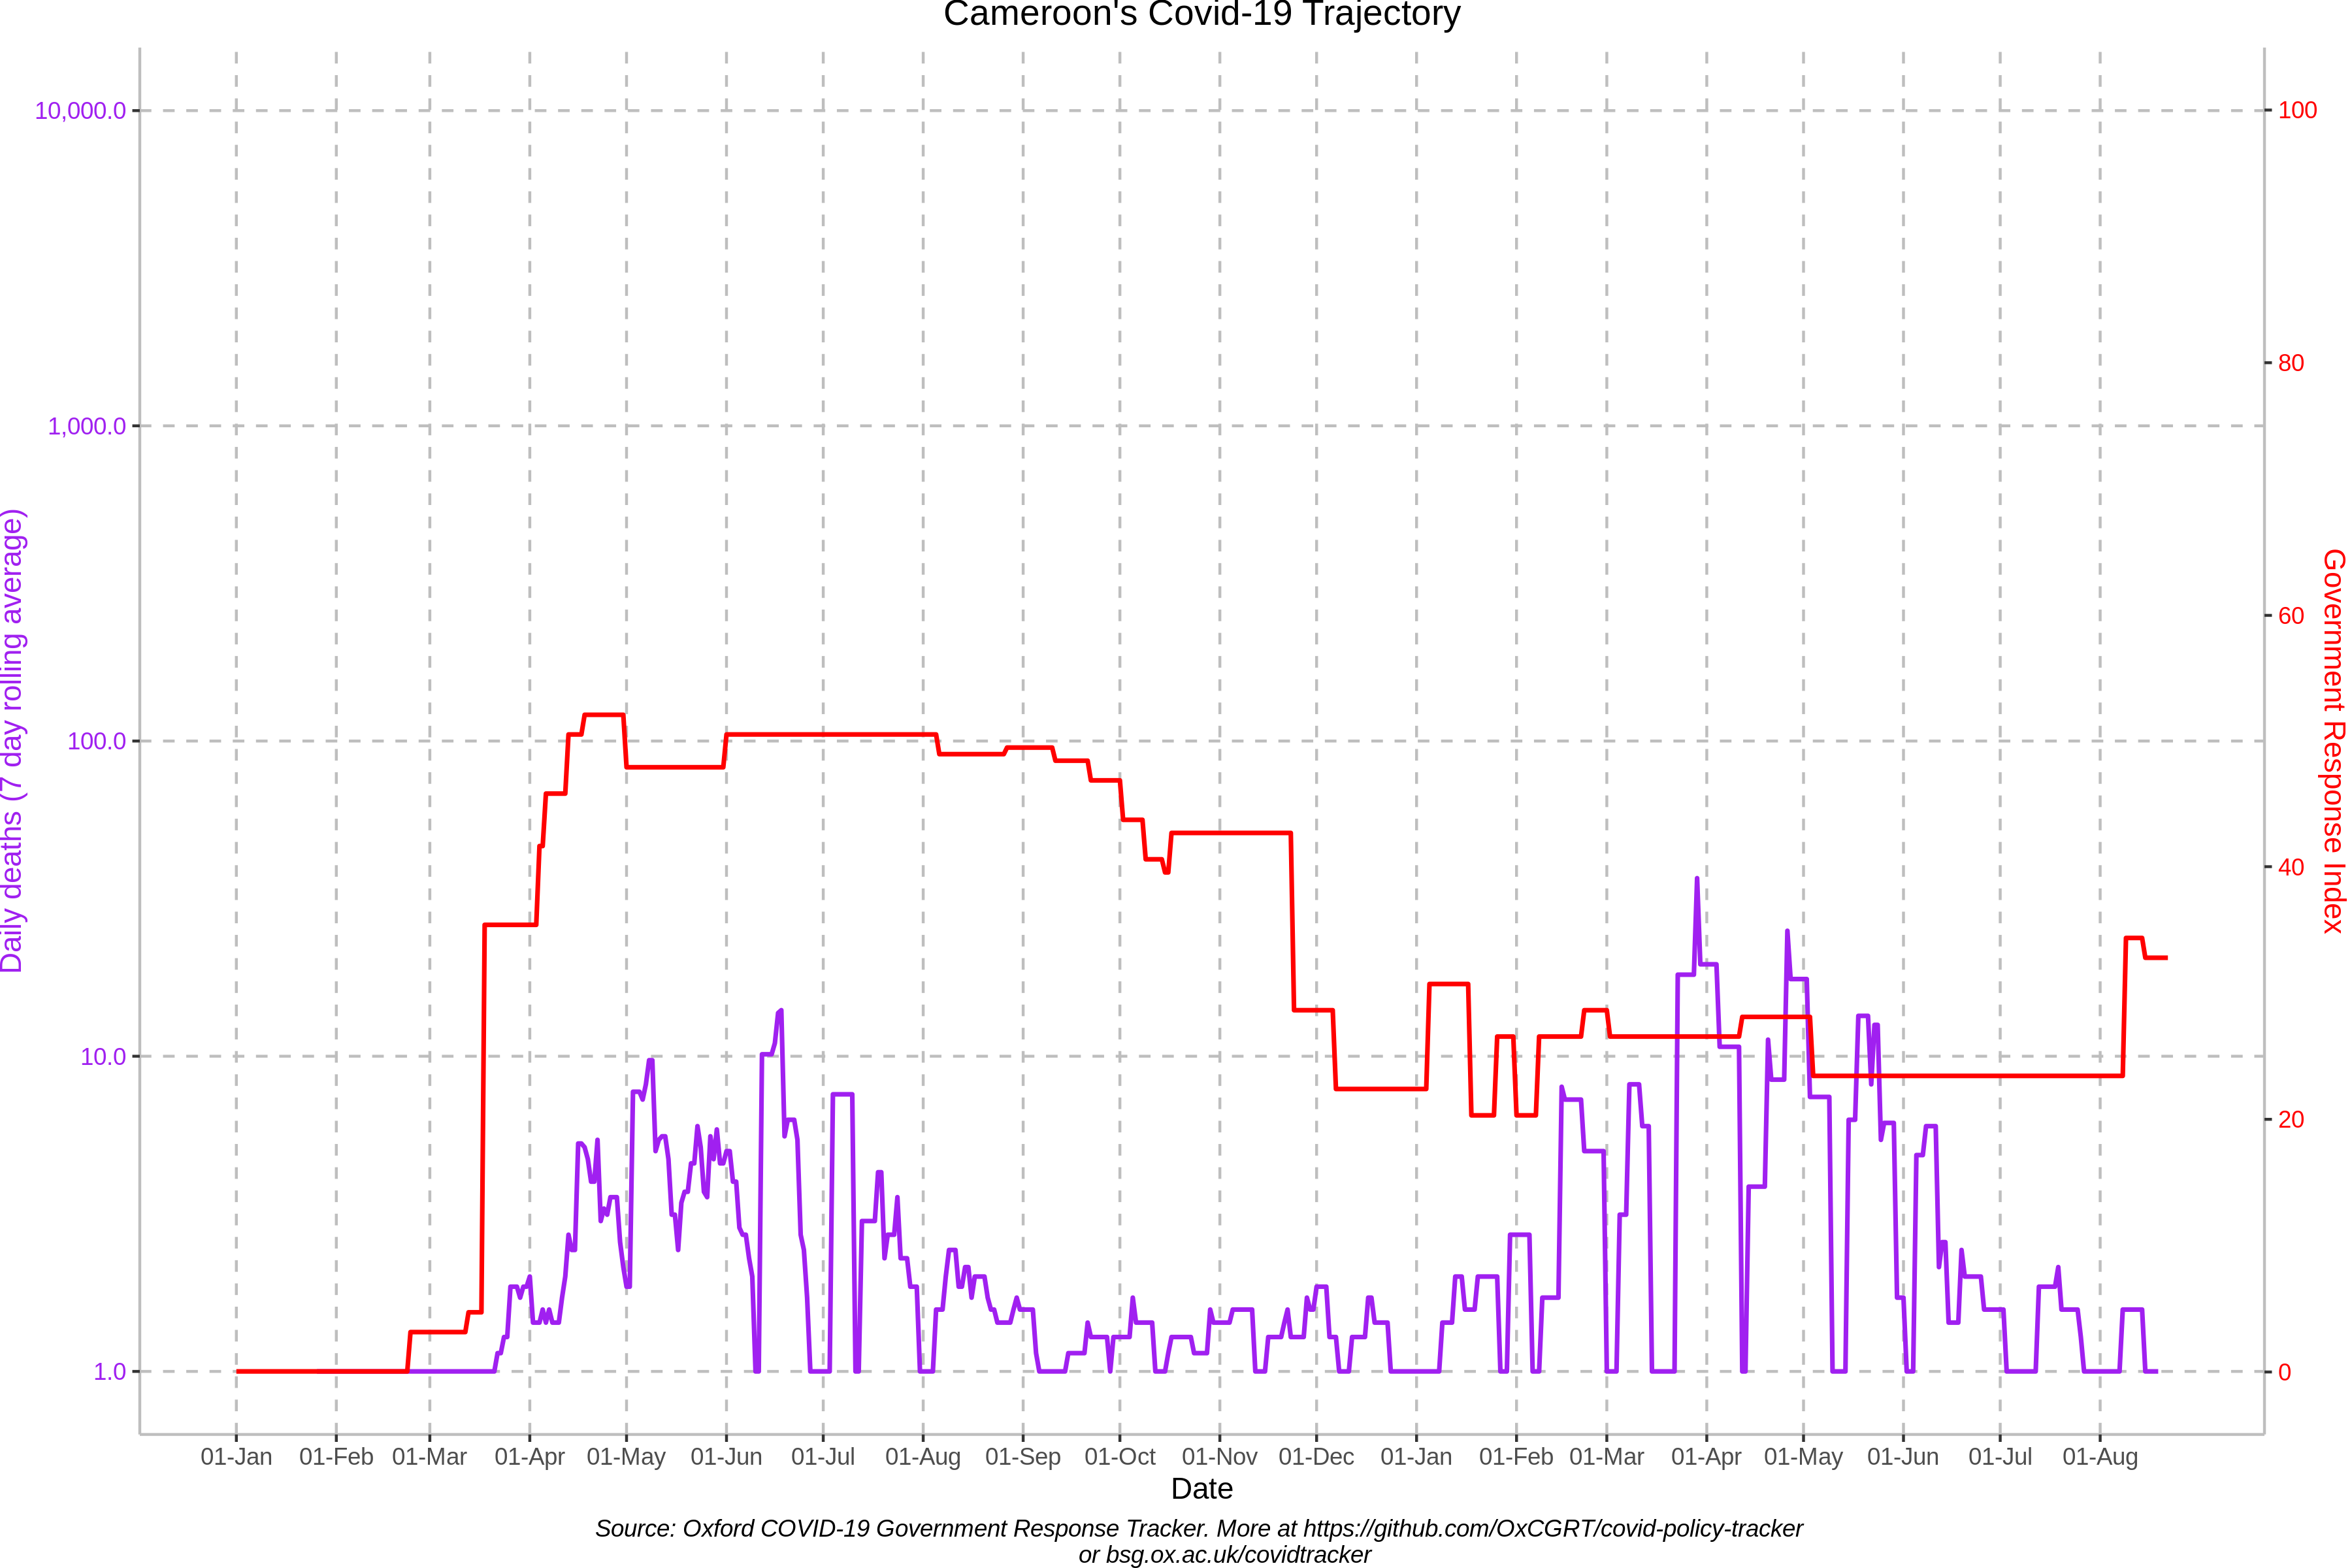 Cameroon's Covid-19 Trajectory
10,000.0
1,000.0
100.0
10.0
1.0
Daily deaths (7 day rolling average)
100
80
60
40
20
0
Government Response Index
01-Jan 01-Feb 01-Mar 01-Apr 01-May 01-Jun 01-Jul 01-Aug 01-Sep 01-Oct 01-Nov 01-Dec 01-Jan 01-Feb 01-Mar 01-Apr 01-May 01-Jun 01-Jul 01-Aug
Date
Source: Oxford COVID-19 Government Response Tracker. More at https://github.com/OxCGRT/covid-policy-tracker
or bsg.ox.ac.uk/covidtracker